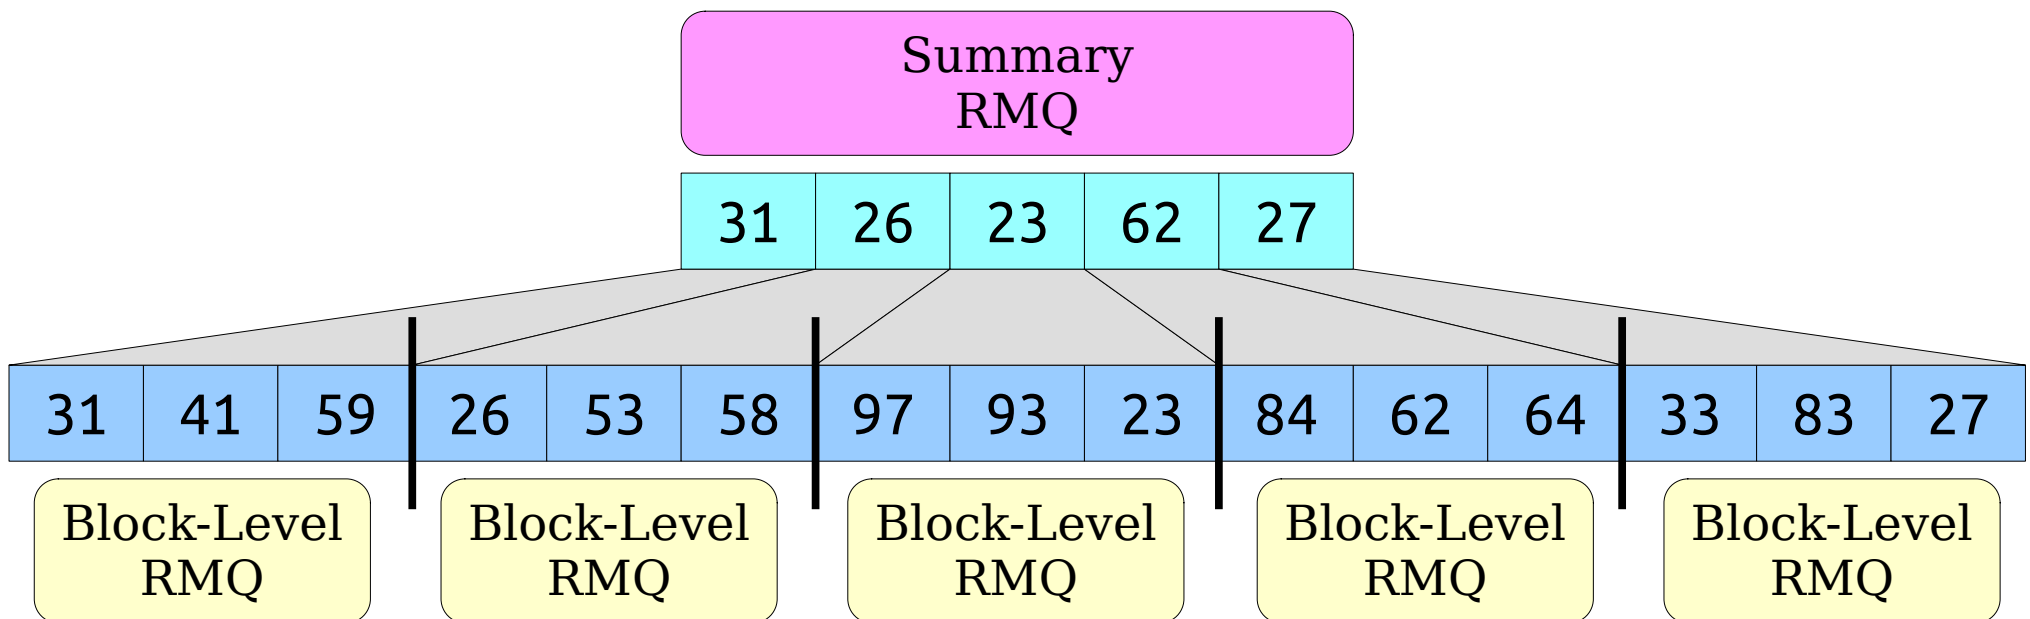 Summary
RMQ
31 26 23 62 27
31 41 59 26 53 58 97 93 23 84 62 64 33 83 27
Block-Level Block-Level Block-Level Block-Level Block-Level
RMQ RMQ RMQ RMQ RMQ